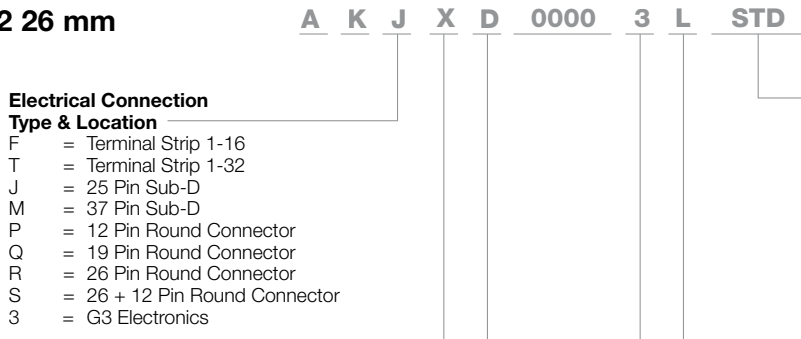 2 26 mm
A K J X D 0000 3 L STD
Electrical Connection
Type & Location
F = Terminal Strip 1-16
T = Terminal Strip 1-32
J = 25 Pin Sub-D
M = 37 Pin Sub-D
P = 12 Pin Round Connector
Q = 19 Pin Round Connector
R = 26 Pin Round Connector
S = 26 + 12 Pin Round Connector
3 = G3 Electronics